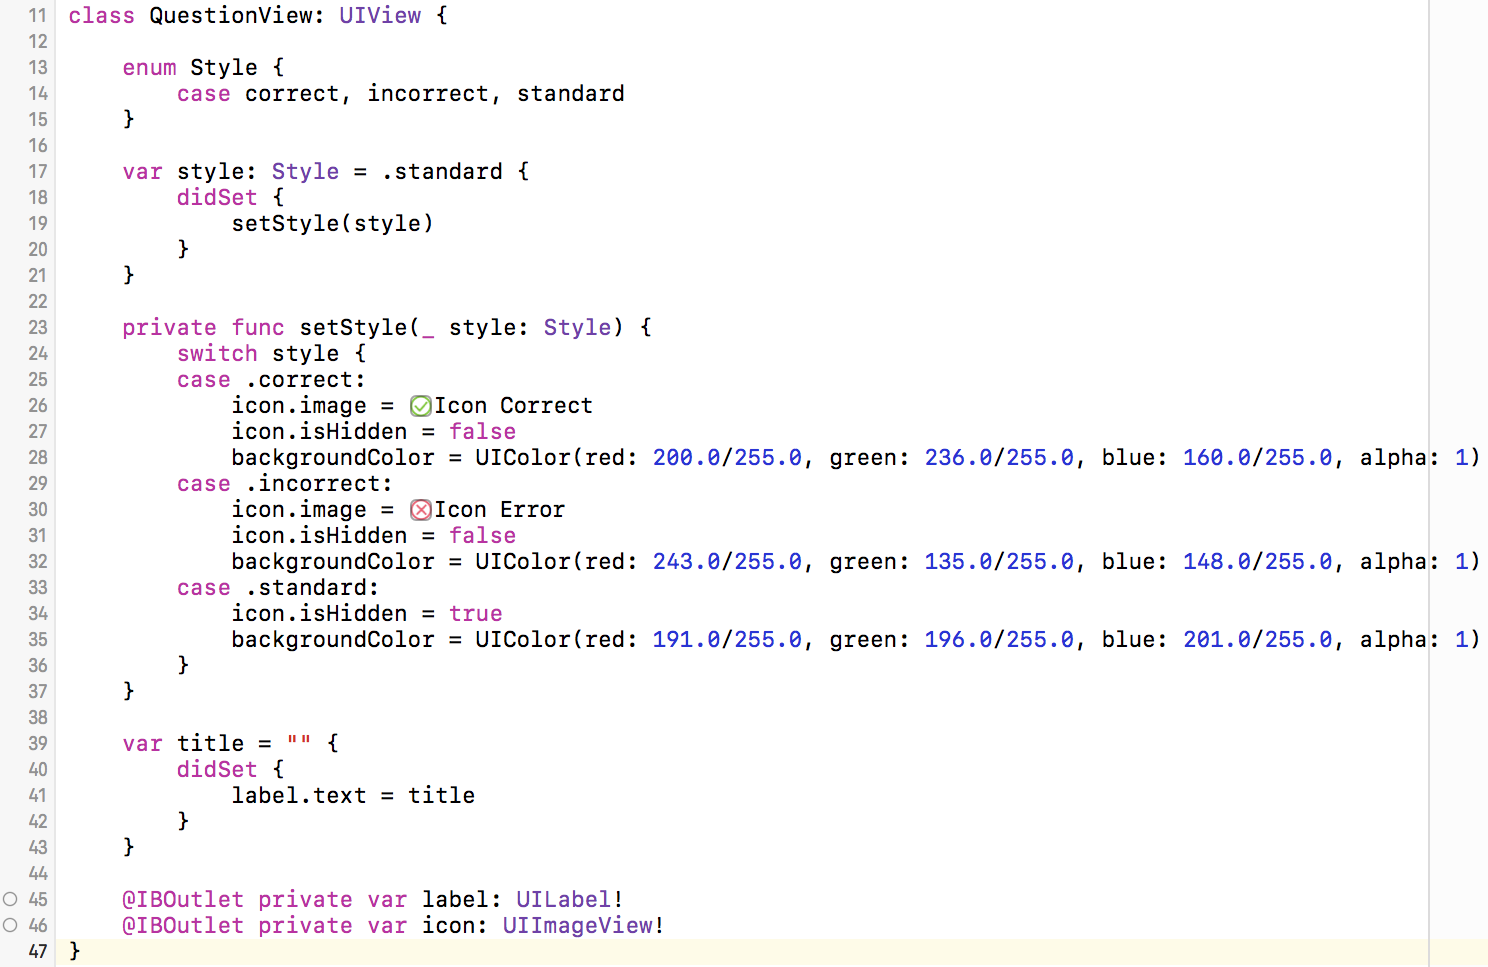 11 class QuestionView: UIView {
12
13     enum Style {
14         case correct, incorrect, standard
15     }
16
17     var style: Style = .standard {
18         didSet {
19             setStyle(style)
20         }
21     }
22
23     private func setStyle(_ style: Style) {
24         switch style {
25         case .correct:
26             icon.image = Icon Correct
27             icon.isHidden = false
28             backgroundColor = UIColor(red: 200.0/255.0, green: 236.0/255.0, blue: 160.0/255.0, alpha: 1)
29         case .incorrect:
30             icon.image = Icon Error
31             icon.isHidden = false
32             backgroundColor = UIColor(red: 243.0/255.0, green: 135.0/255.0, blue: 148.0/255.0, alpha: 1)
33         case .standard:
34             icon.isHidden = true
35             backgroundColor = UIColor(red: 191.0/255.0, green: 196.0/255.0, blue: 201.0/255.0, alpha: 1)
36         }
37     }
38
39     var title = "" {
40         didSet {
41             label.text = title
42         }
43     }
44
45     @IBOutlet private var label: UILabel!
46     @IBOutlet private var icon: UIImageView!
47 }